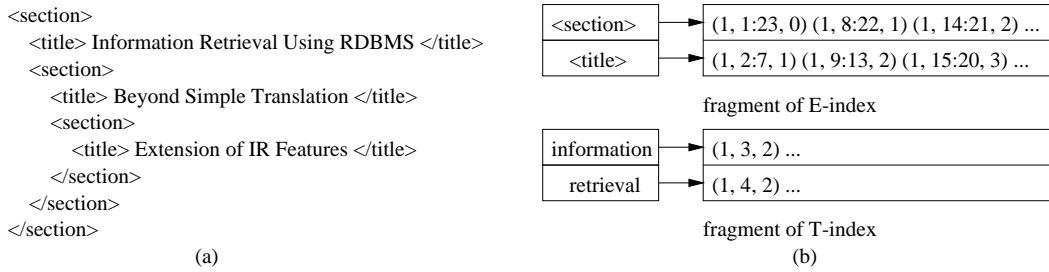 <section>
<title> Information Retrieval Using RDBMS </title>
<section>
<title> Beyond Simple Translation </title>
<section>
<title> Extension of IR Features </title>
</section>
</section>
</section>
(a)
<section> (1, 1:23, 0) (1, 8:22, 1) (1, 14:21, 2) ...
<title> (1, 2:7, 1) (1, 9:13, 2) (1, 15:20, 3) ...
fragment of E-index
information (1, 3, 2) ...
retrieval (1, 4, 2) ...
fragment of T-index
(b)